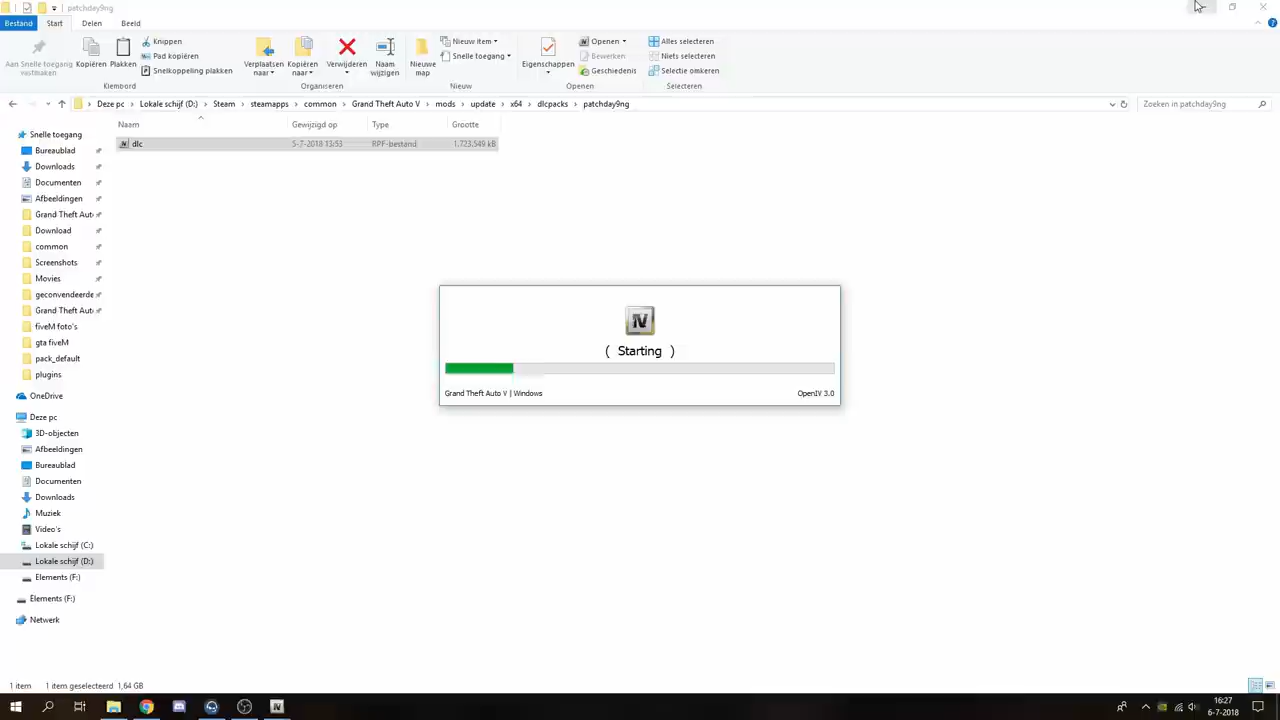 patchday9ng
Bestand Start Delen Beeld
Aan Snelle toegang vastmaken
Kopiëren
Plakken
Knippen
Pad kopiëren
Snelkoppeling plakken
Klembord
Verplaatsen naar
Kopiëren naar
Verwijderen
Naam wijzigen
Organiseren
Nieuwe map
Nieuw item
Snelle toegang
Nieuw
Eigenschappen
Openen
Bewerken
Geschiedenis
Openen
Alles selecteren
Niets selecteren
Selectie omkeren
Selecteren
Deze pc › Lokale schijf (D:) › Steam › steamapps › common › Grand Theft Auto V › mods › update › x64 › dlcpacks › patchday9ng
Zoeken in patchday9ng
Naam Gewijzigd op Type Grootte
dlc 5-7-2018 13:53 RPF-bestand 1.723.549 kB
Snelle toegang
Bureaublad
Downloads
Documenten
Afbeeldingen
Grand Theft Aut
Download
common
Screenshots
Movies
geconvendeerde
Grand Theft Aut
fiveM foto's
gta fiveM
pack_default
plugins
OneDrive
Deze pc
3D-objecten
Afbeeldingen
Bureaublad
Documenten
Downloads
Muziek
Video's
Lokale schijf (C:)
Lokale schijf (D:)
Elements (F:)
Elements (F:)
Netwerk
IV
( Starting )
Grand Theft Auto V | Windows OpenIV 3.0
1 item 1 item geselecteerd 1,64 GB
16:27
6-7-2018